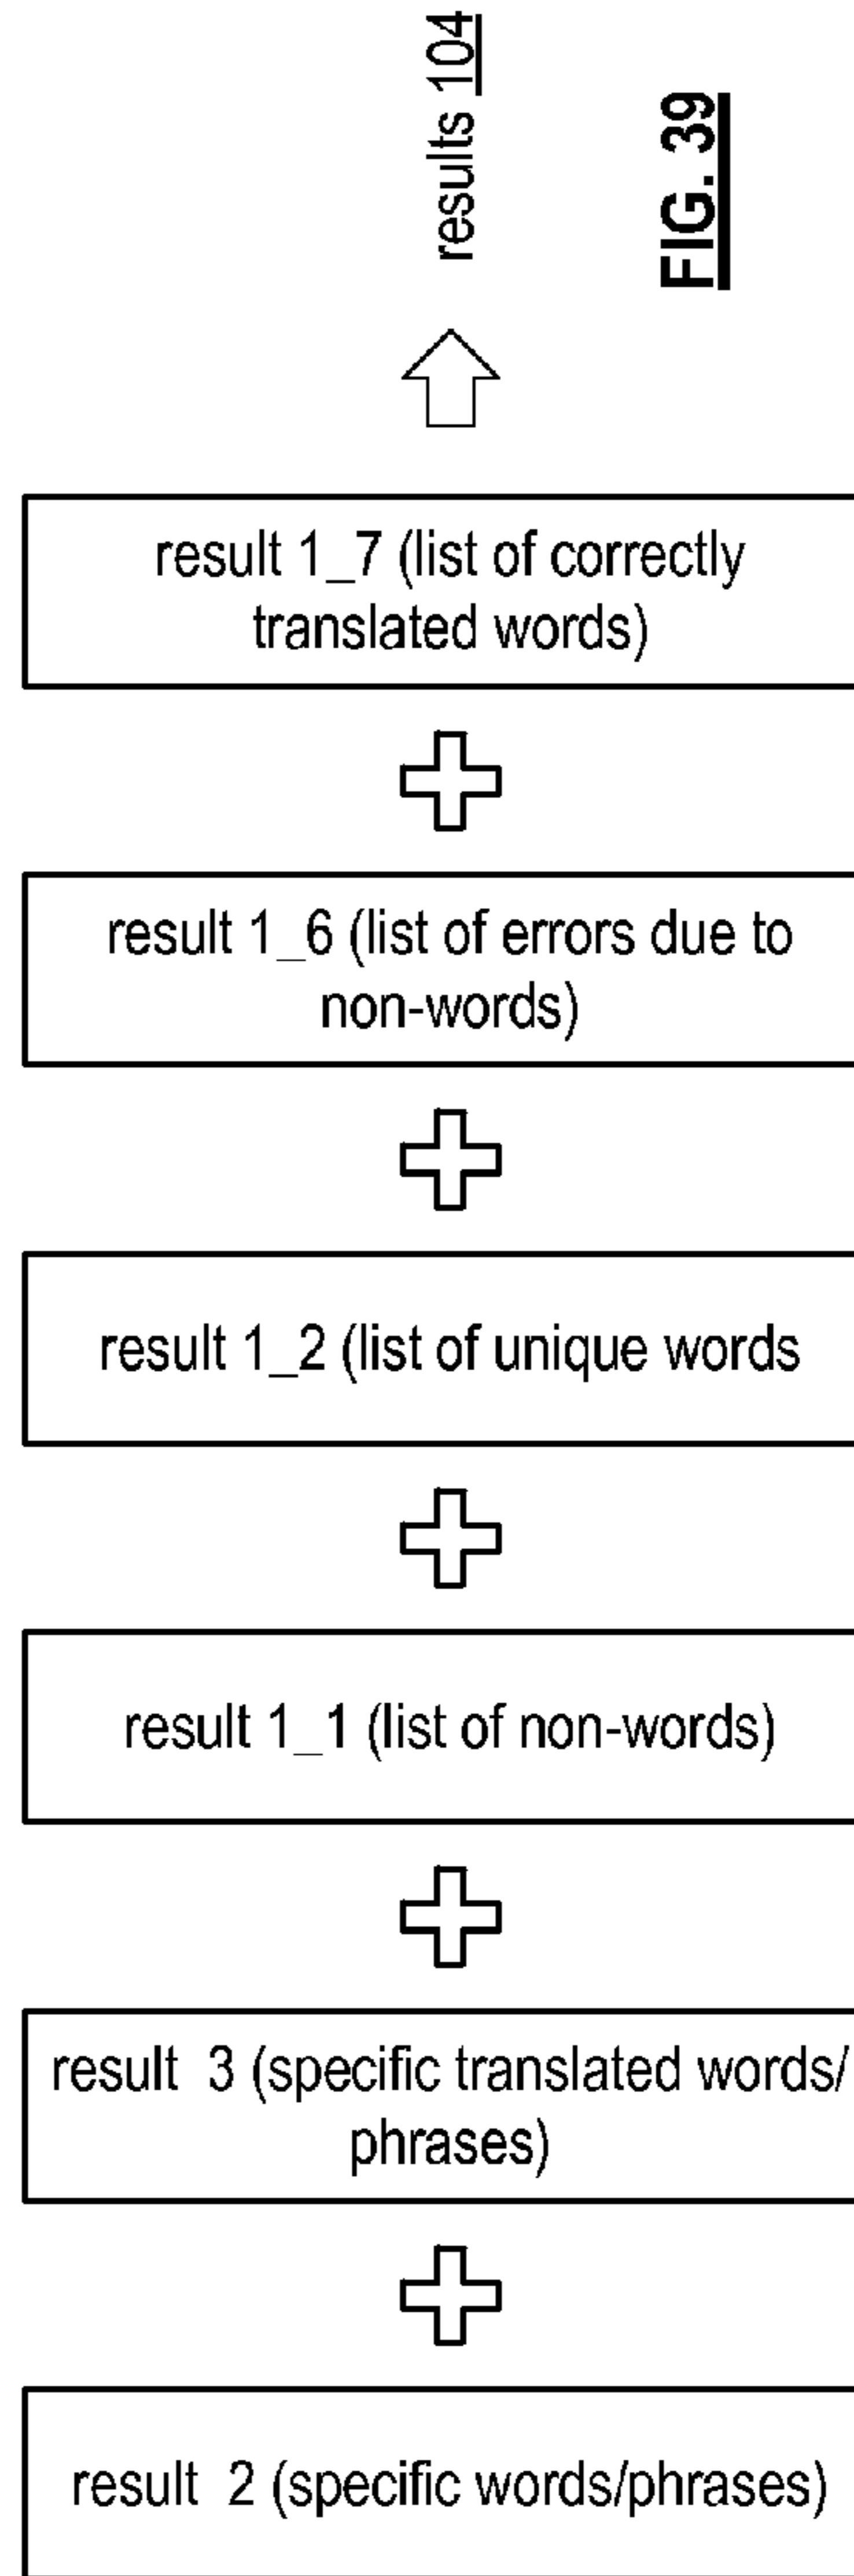 results 104
FIG. 39
result 1_7 (list of correctly
translated words)
result 1_6 (list of errors due to
non-words)
result 1_2 (list of unique words
result 1_1 (list of non-words)
result 3 (specific translated words/
phrases)
result 2 (specific words/phrases)